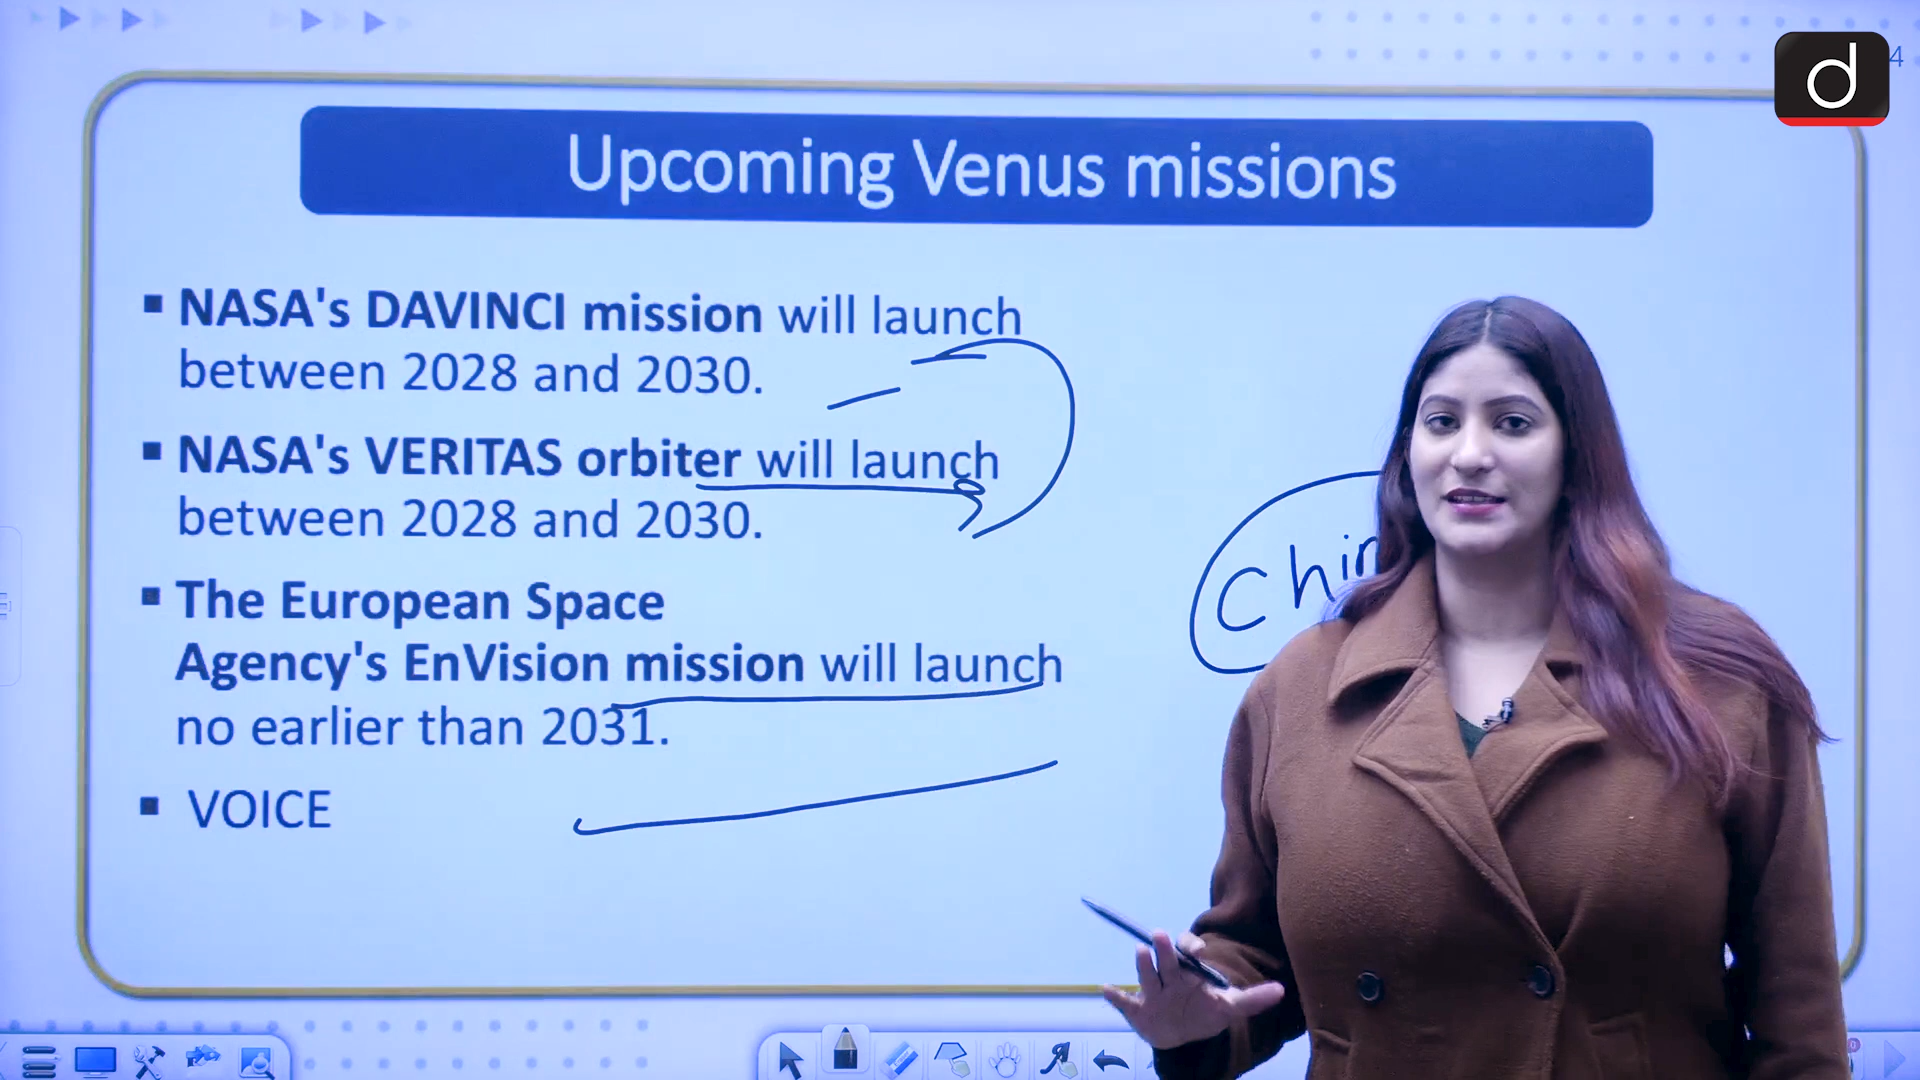 d
4
Upcoming Venus missions
▪ NASA's DAVINCI mission will launch
between 2028 and 2030.
▪ NASA's VERITAS orbiter will launch
between 2028 and 2030.
▪ The European Space
Agency's EnVision mission will launch
no earlier than 2031.
▪ VOICE